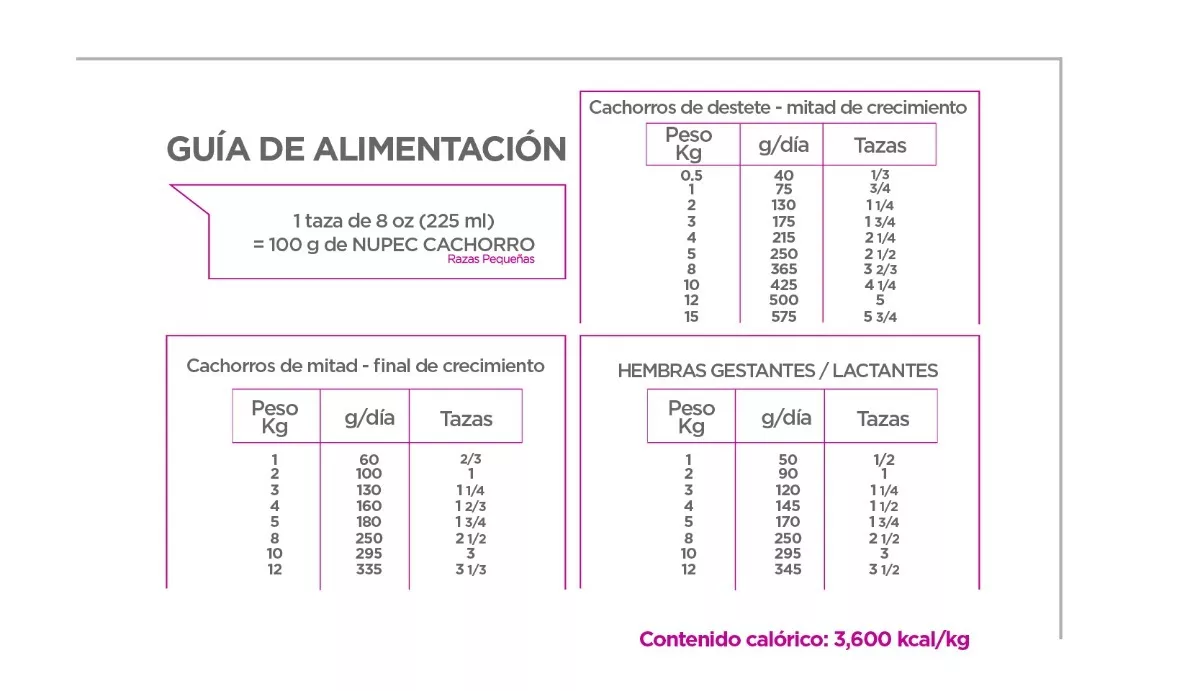 GUÍA DE ALIMENTACIÓN
1 taza de 8 oz (225 ml)
= 100 g de NUPEC CACHORRO
Razas Pequeñas
Cachorros de destete - mitad de crecimiento
Peso Kg g/día Tazas
0.5 40 1/3
1 75 3/4
2 130 1 1/4
3 175 1 3/4
4 215 2 1/4
5 250 2 1/2
8 365 3 2/3
10 425 4 1/4
12 500 5
15 575 5 3/4
Cachorros de mitad - final de crecimiento
Peso Kg g/día Tazas
1 60 2/3
2 100 1
3 130 1 1/4
4 160 1 2/3
5 180 1 3/4
8 250 2 1/2
10 295 3
12 335 3 1/3
HEMBRAS GESTANTES / LACTANTES
Peso Kg g/día Tazas
1 50 1/2
2 90 1
3 120 1 1/4
4 145 1 1/2
5 170 1 3/4
8 250 2 1/2
10 295 3
12 345 3 1/2
Contenido calórico: 3,600 kcal/kg